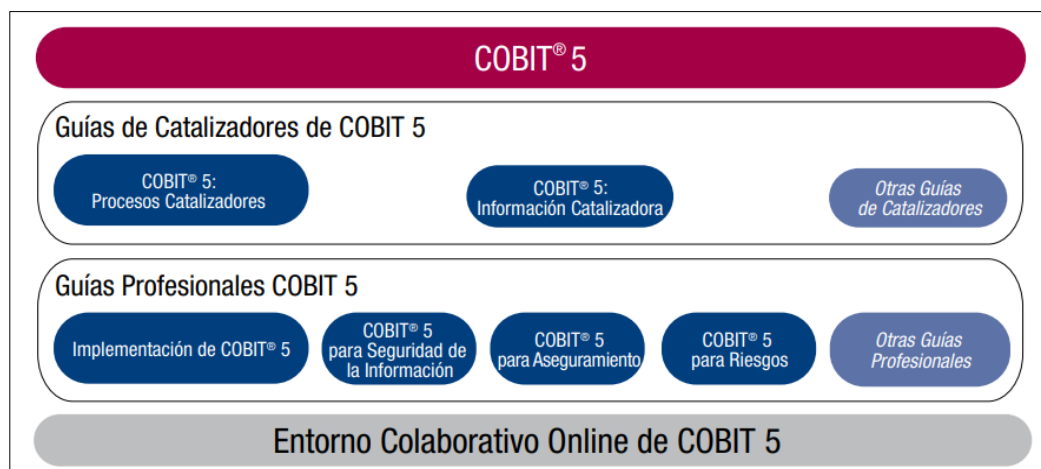 COBIT® 5
Guías de Catalizadores de COBIT 5
COBIT® 5:
Procesos Catalizadores
COBIT® 5:
Información Catalizadora
Otras Guías
de Catalizadores
Guías Profesionales COBIT 5
Implementación de COBIT® 5
COBIT® 5
para Seguridad de
la Información
COBIT® 5
para Aseguramiento
COBIT® 5
para Riesgos
Otras Guías
Profesionales
Entorno Colaborativo Online de COBIT 5